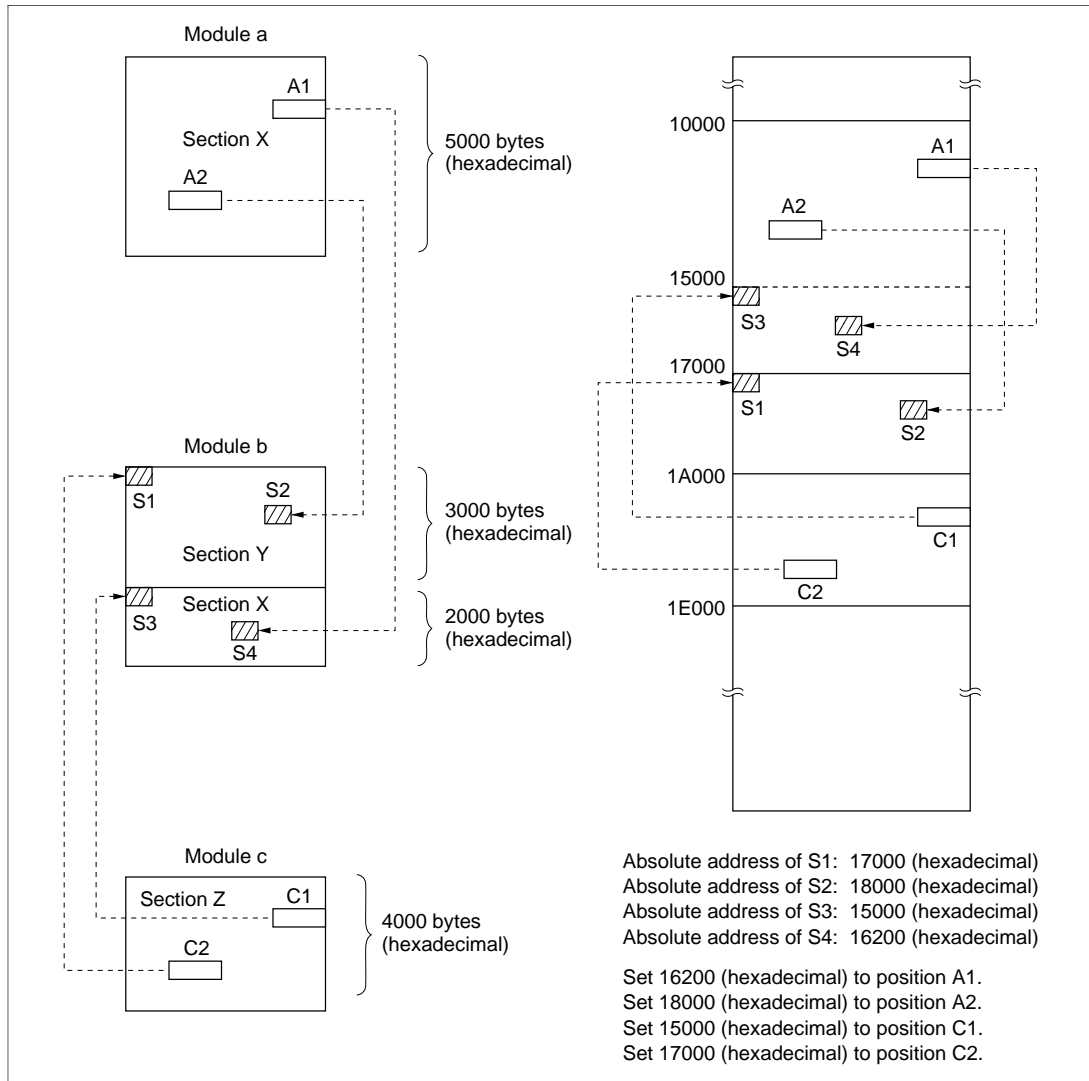 Module a
A1
Section X
A2
5000 bytes
(hexadecimal)
Module b
S1
S2
Section Y
3000 bytes
(hexadecimal)
S3
Section X
S4
2000 bytes
(hexadecimal)
Module c
Section Z
C1
C2
4000 bytes
(hexadecimal)
10000
A1
A2
15000
S3
S4
17000
S1
S2
1A000
C1
C2
1E000
Absolute address of S1: 17000 (hexadecimal)
Absolute address of S2: 18000 (hexadecimal)
Absolute address of S3: 15000 (hexadecimal)
Absolute address of S4: 16200 (hexadecimal)
Set 16200 (hexadecimal) to position A1.
Set 18000 (hexadecimal) to position A2.
Set 15000 (hexadecimal) to position C1.
Set 17000 (hexadecimal) to position C2.